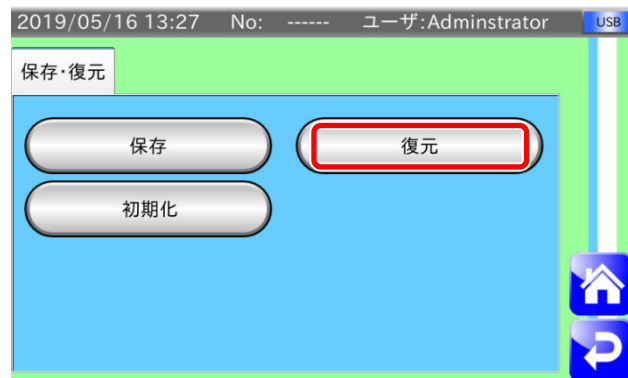 2019/05/16 13:27 No: ------ ユーザ:Adminstrator USB
保存・復元
保存 復元
初期化